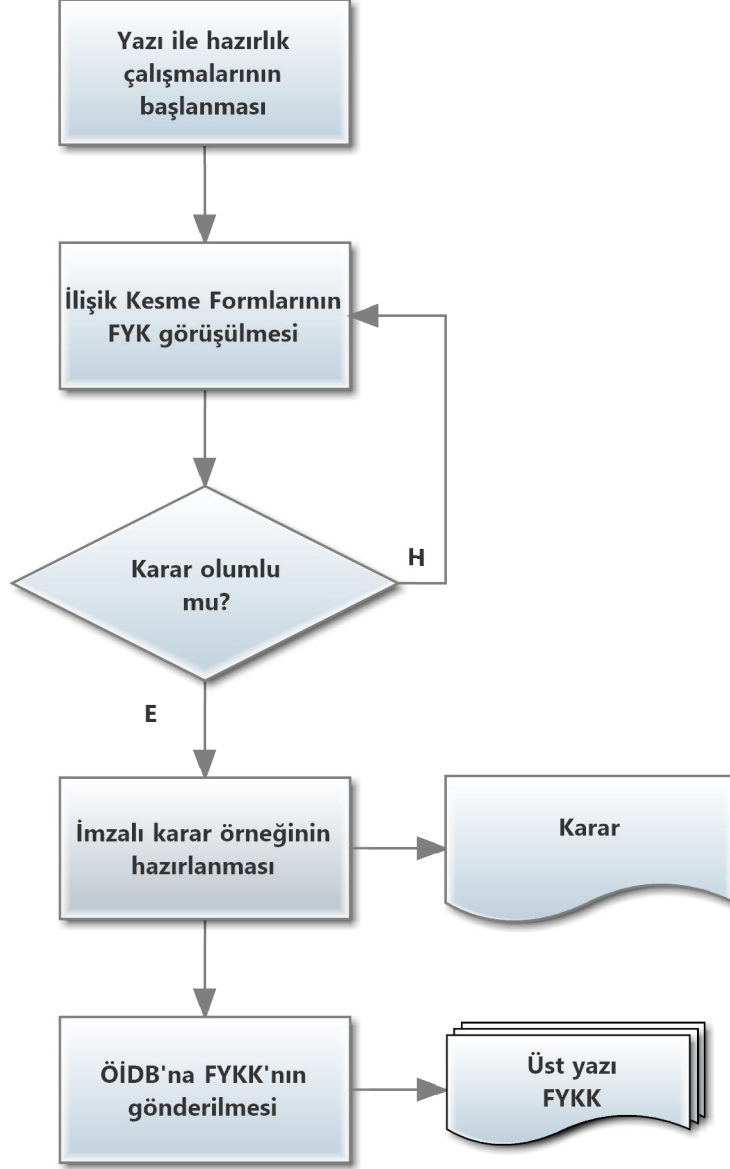 Yazı ile hazırlık
çalışmalarının
başlanması
İlişik Kesme Formlarının
FYK görüşülmesi
Karar olumlu
mu?
H
E
İmzalı karar örneğinin
hazırlanması
Karar
ÖİDB'na FYKK'nın
gönderilmesi
Üst yazı
FYKK